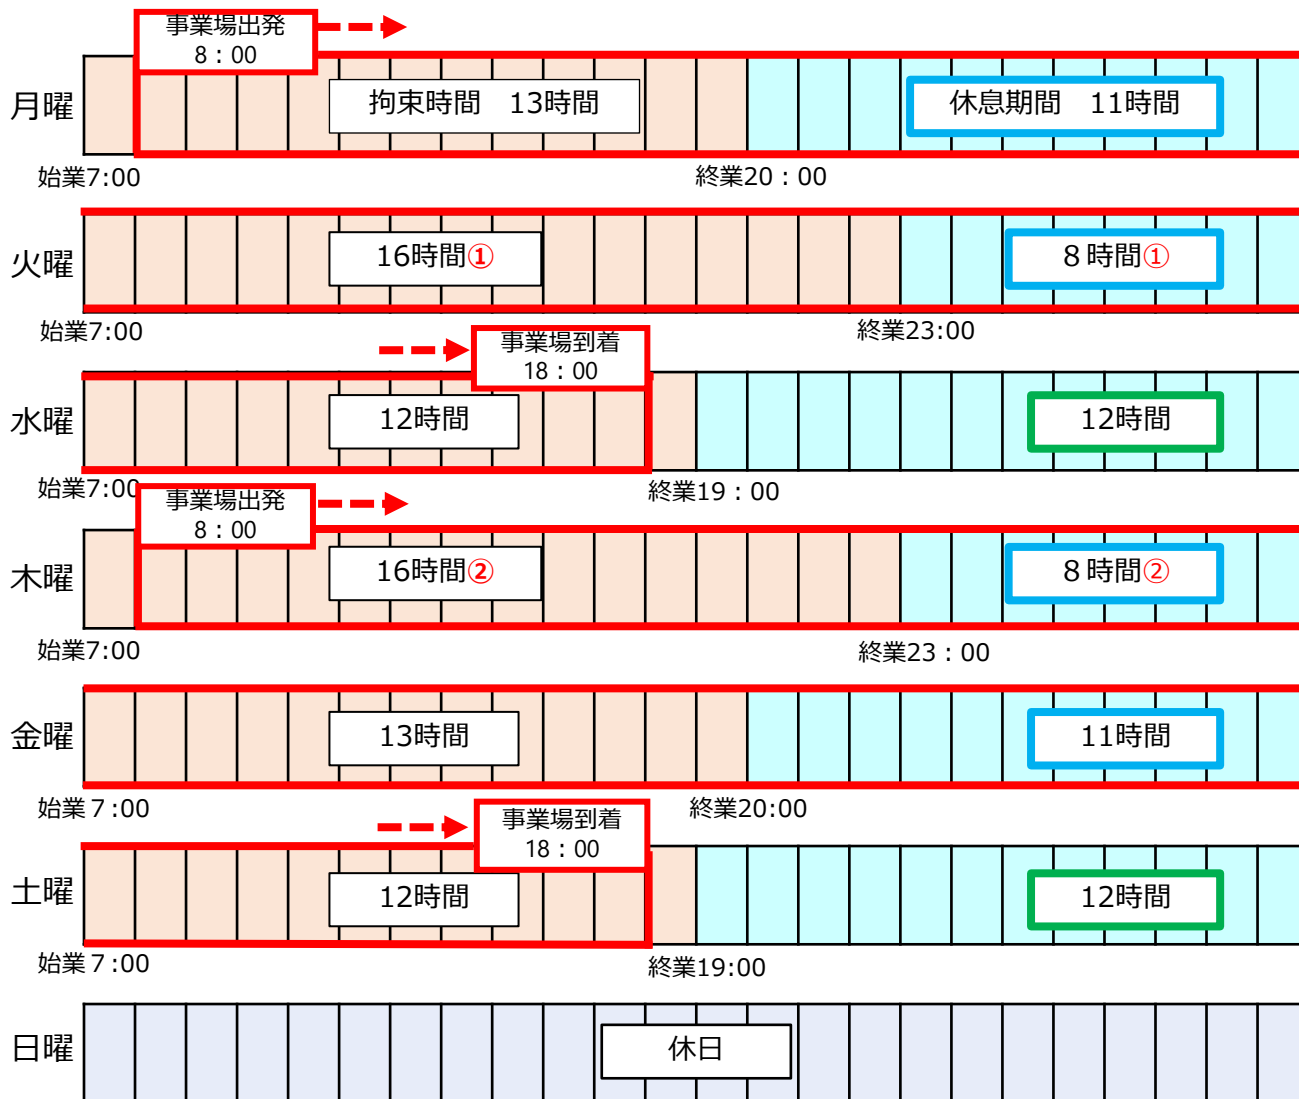 事業場出発
8：00
月曜
拘束時間　13時間
休息期間　11時間
始業7:00
終業20：00
火曜
16時間①
８時間①
始業7:00
終業23:00
事業場到着
18：00
水曜
12時間
12時間
始業7:00
終業19：00
事業場出発
8：00
木曜
16時間②
８時間②
始業7:00
終業23：00
金曜
13時間
11時間
始業７:00
終業20:00
事業場到着
18：00
土曜
12時間
12時間
始業７:00
終業19:00
日曜
休日